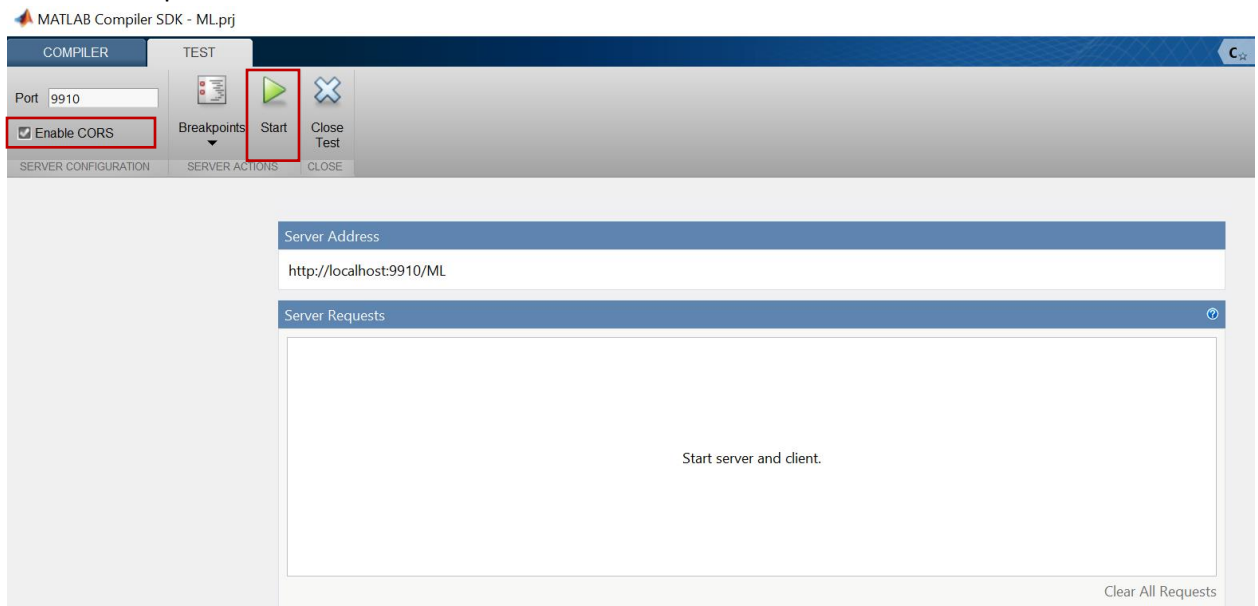 MATLAB Compiler SDK - ML.prj
COMPILER
TEST
Port 9910
Enable CORS
Breakpoints
Start
Close
Test
SERVER CONFIGURATION
SERVER ACTIONS
CLOSE
Server Address
http://localhost:9910/ML
Server Requests
Start server and client.
Clear All Requests